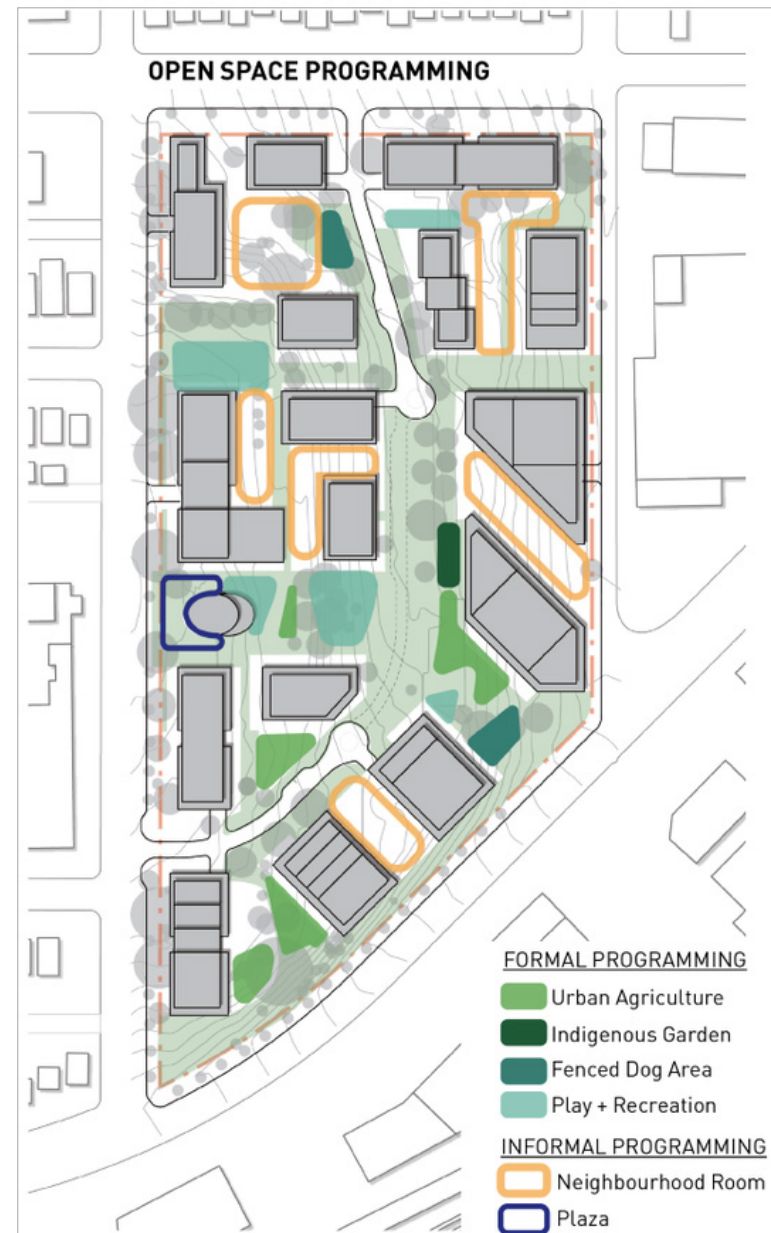 OPEN SPACE PROGRAMMING
FORMAL PROGRAMMING
Urban Agriculture
Indigenous Garden
Fenced Dog Area
Play + Recreation
INFORMAL PROGRAMMING
Neighbourhood Room
Plaza